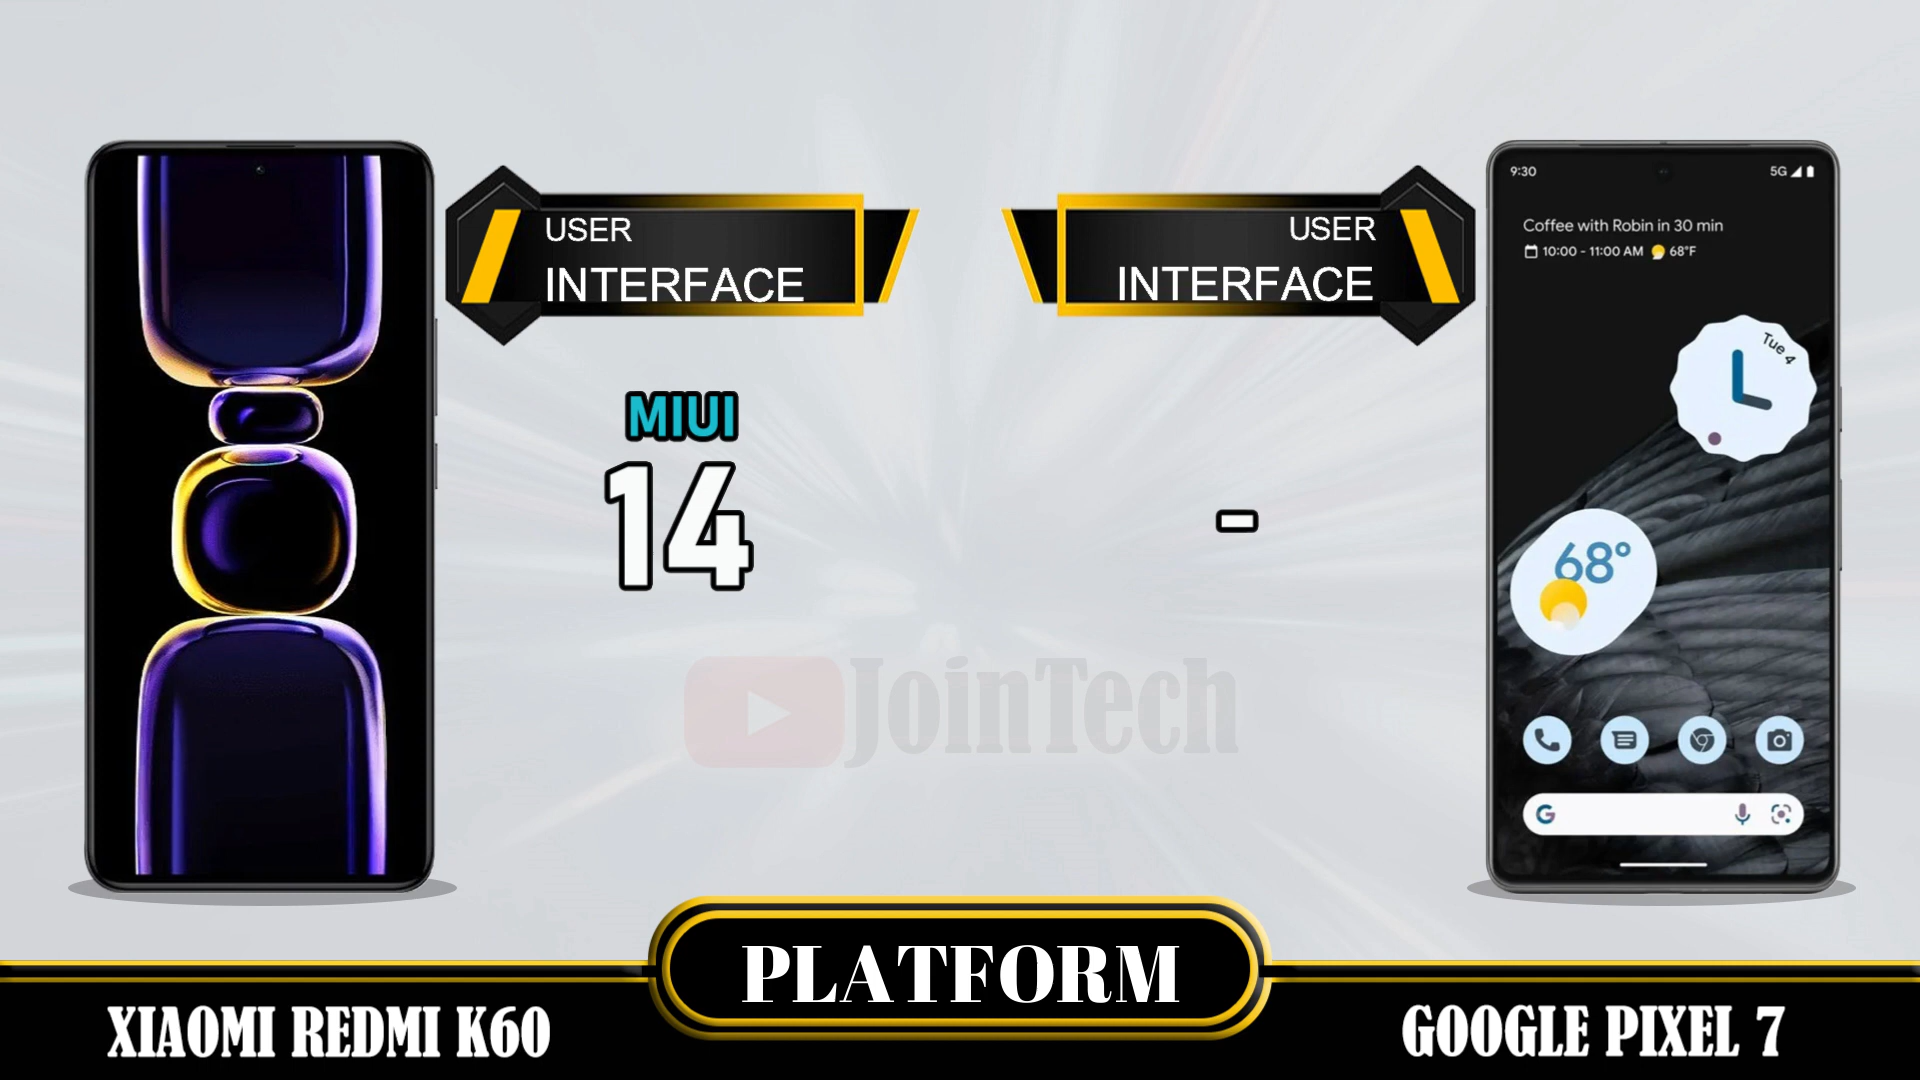 USER
INTERFACE
MIUI
14
USER
INTERFACE
-
9:30
5G
Coffee with Robin in 30 min
10:00 - 11:00 AM 68°F
Tue 4
68°
G
JoinTech
PLATFORM
XIAOMI REDMI K60
GOOGLE PIXEL 7